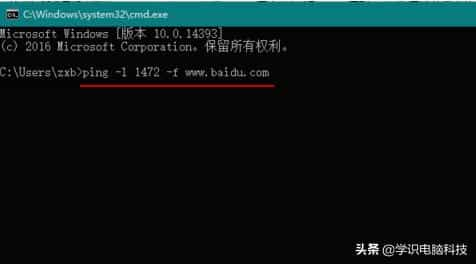 C:\Windows\system32\cmd.exe
Microsoft Windows [版本 10.0.14393]
(c) 2016 Microsoft Corporation。保留所有权利。
C:\Users\zxb>ping -l 1472 -f www.baidu.com
头条 @学识电脑科技